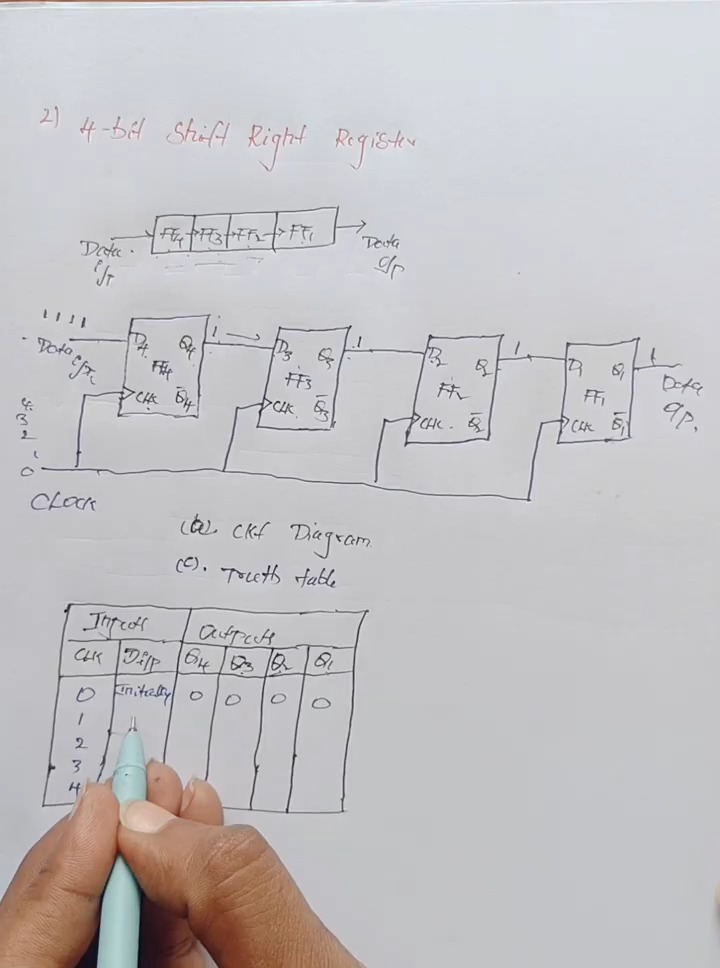 2) 4-bit Shift Right Register
FF4 FF3 FF2 FF1
Data i/p
Data o/p
1 1 1 1
Data i/p
D4 Q4 1 D3 Q3 1 D2 Q2 1 D1 Q1 1
FF4 FF3 FF2 FF1
CLK Q̅4 CLK Q̅3 CLK Q̅2 CLK Q̅1
Data o/p.
4
3
2
1
0
CLOCK
(b) Ckt Diagram
(c). Trueth table
Inputs Outputs
CLK D i/p Q4 Q3 Q2 Q1
0 Initially 0 0 0 0
1
2
3
4